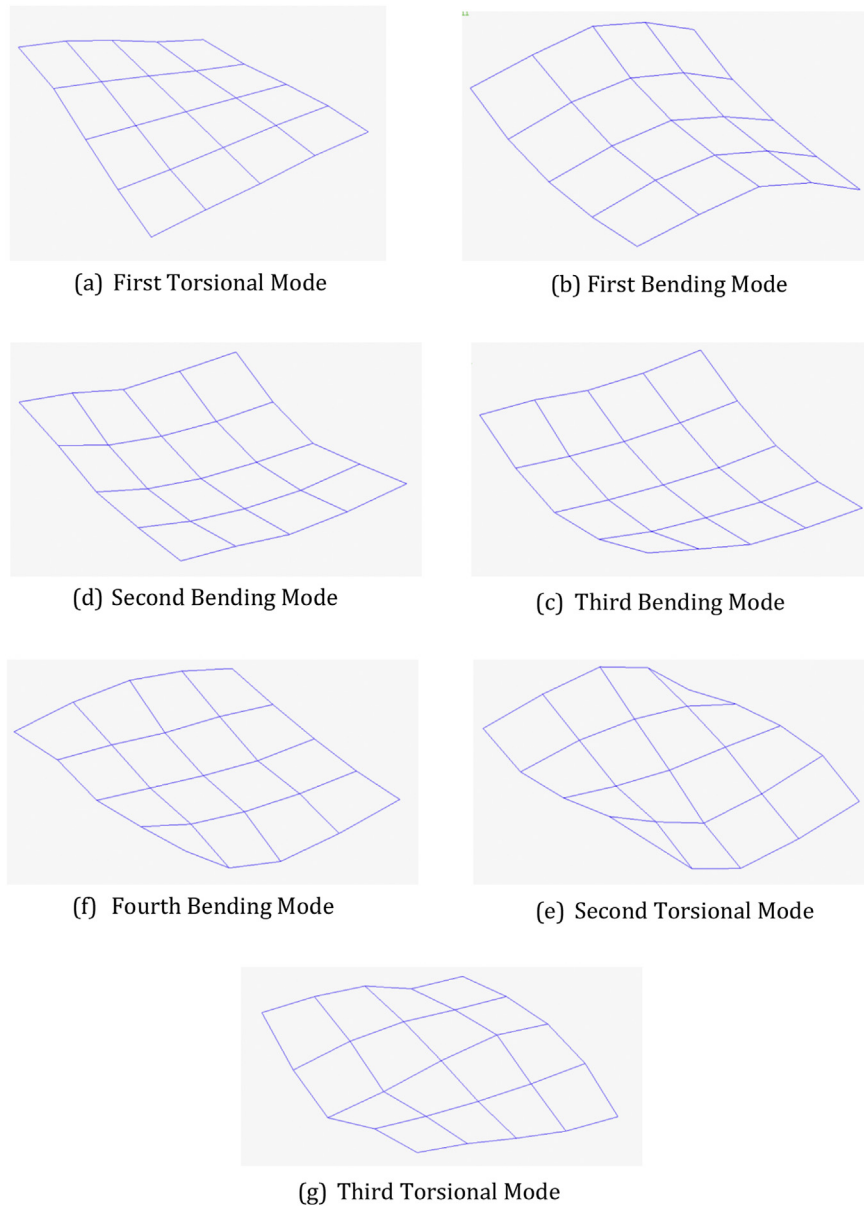 (a) First Torsional Mode
(b) First Bending Mode
(d) Second Bending Mode
(c) Third Bending Mode
(f) Fourth Bending Mode
(e) Second Torsional Mode
(g) Third Torsional Mode